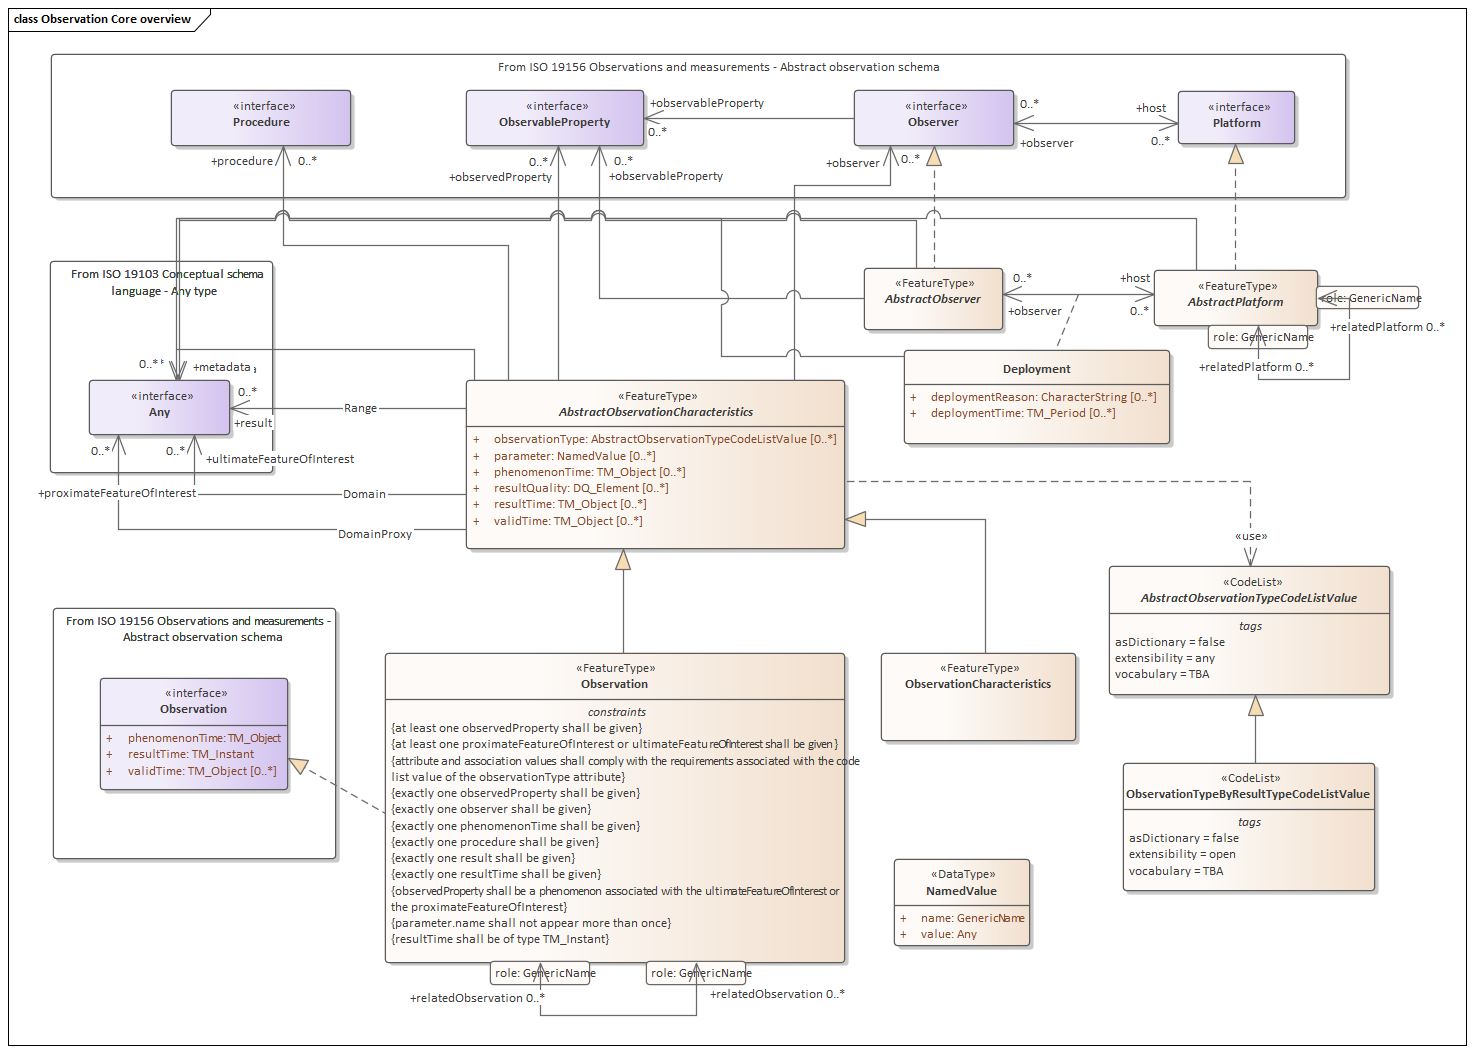 class Observation Core overview
From ISO 19156 Observations and measurements - Abstract observation schema
«interface»
Procedure
«interface»
ObservableProperty
«interface»
Observer
«interface»
Platform
+observableProperty
0..*
0..*
+observer
+host
0..*
+procedure
0..*
0..*
+observedProperty
0..*
+observableProperty
+observer
0..*
From ISO 19103 Conceptual schema
language - Any type
«FeatureType»
AbstractObserver
0..*
+observer
+host
0..*
«FeatureType»
AbstractPlatform
role: GenericName
+relatedPlatform 0..*
role: GenericName
+relatedPlatform 0..*
Deployment
+ deploymentReason: CharacterString [0..*]
+ deploymentTime: TM_Period [0..*]
0..*
+metadata
«interface»
Any
0..*
+result
Range
0..*
0..*
+ultimateFeatureOfInterest
+proximateFeatureOfInterest
Domain
DomainProxy
«FeatureType»
AbstractObservationCharacteristics
+ observationType: AbstractObservationTypeCodeListValue [0..*]
+ parameter: NamedValue [0..*]
+ phenomenonTime: TM_Object [0..*]
+ resultQuality: DQ_Element [0..*]
+ resultTime: TM_Object [0..*]
+ validTime: TM_Object [0..*]
«use»
«CodeList»
AbstractObservationTypeCodeListValue
tags
asDictionary = false
extensibility = any
vocabulary = TBA
From ISO 19156 Observations and measurements -
Abstract observation schema
«interface»
Observation
+ phenomenonTime: TM_Object
+ resultTime: TM_Instant
+ validTime: TM_Object [0..*]
«FeatureType»
Observation
constraints
{at least one observedProperty shall be given}
{at least one proximateFeatureOfInterest or ultimateFeatureOfInterest shall be given}
{attribute and association values shall comply with the requirements associated with the code
list value of the observationType attribute}
{exactly one observedProperty shall be given}
{exactly one observer shall be given}
{exactly one phenomenonTime shall be given}
{exactly one procedure shall be given}
{exactly one result shall be given}
{exactly one resultTime shall be given}
{observedProperty shall be a phenomenon associated with the ultimateFeatureOfInterest or
the proximateFeatureOfInterest}
{parameter.name shall not appear more than once}
{resultTime shall be of type TM_Instant}
role: GenericName
role: GenericName
+relatedObservation 0..*
+relatedObservation 0..*
«FeatureType»
ObservationCharacteristics
«CodeList»
ObservationTypeByResultTypeCodeListValue
tags
asDictionary = false
extensibility = open
vocabulary = TBA
«DataType»
NamedValue
+ name: GenericName
+ value: Any